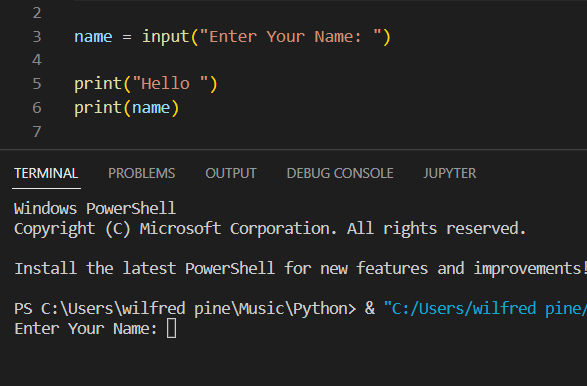 2
3 name = input("Enter Your Name: ")
4
5 print("Hello ")
6 print(name)
7
TERMINAL PROBLEMS OUTPUT DEBUG CONSOLE JUPYTER
Windows PowerShell
Copyright (C) Microsoft Corporation. All rights reserved.
Install the latest PowerShell for new features and improvements!
PS C:\Users\wilfred pine\Music\Python> & "C:/Users/wilfred pine/
Enter Your Name: